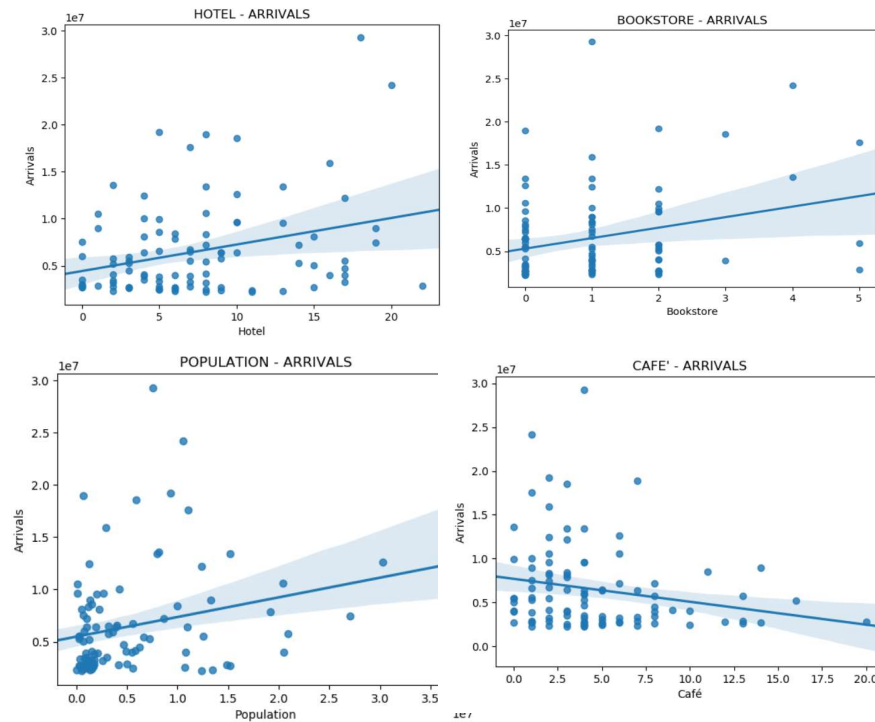 HOTEL - ARRIVALS
1e7
3.0
2.5
2.0
1.5
1.0
0.5
Arrivals
0 5 10 15 20
Hotel
BOOKSTORE - ARRIVALS
1e7
3.0
2.5
2.0
1.5
1.0
0.5
Arrivals
0 1 2 3 4 5
Bookstore
POPULATION - ARRIVALS
1e7
3.0
2.5
2.0
1.5
1.0
0.5
Arrivals
0.0 0.5 1.0 1.5 2.0 2.5 3.0 3.5
Population
1e7
CAFE' - ARRIVALS
1e7
3.0
2.5
2.0
1.5
1.0
0.5
0.0
Arrivals
0.0 2.5 5.0 7.5 10.0 12.5 15.0 17.5 20.0
Café